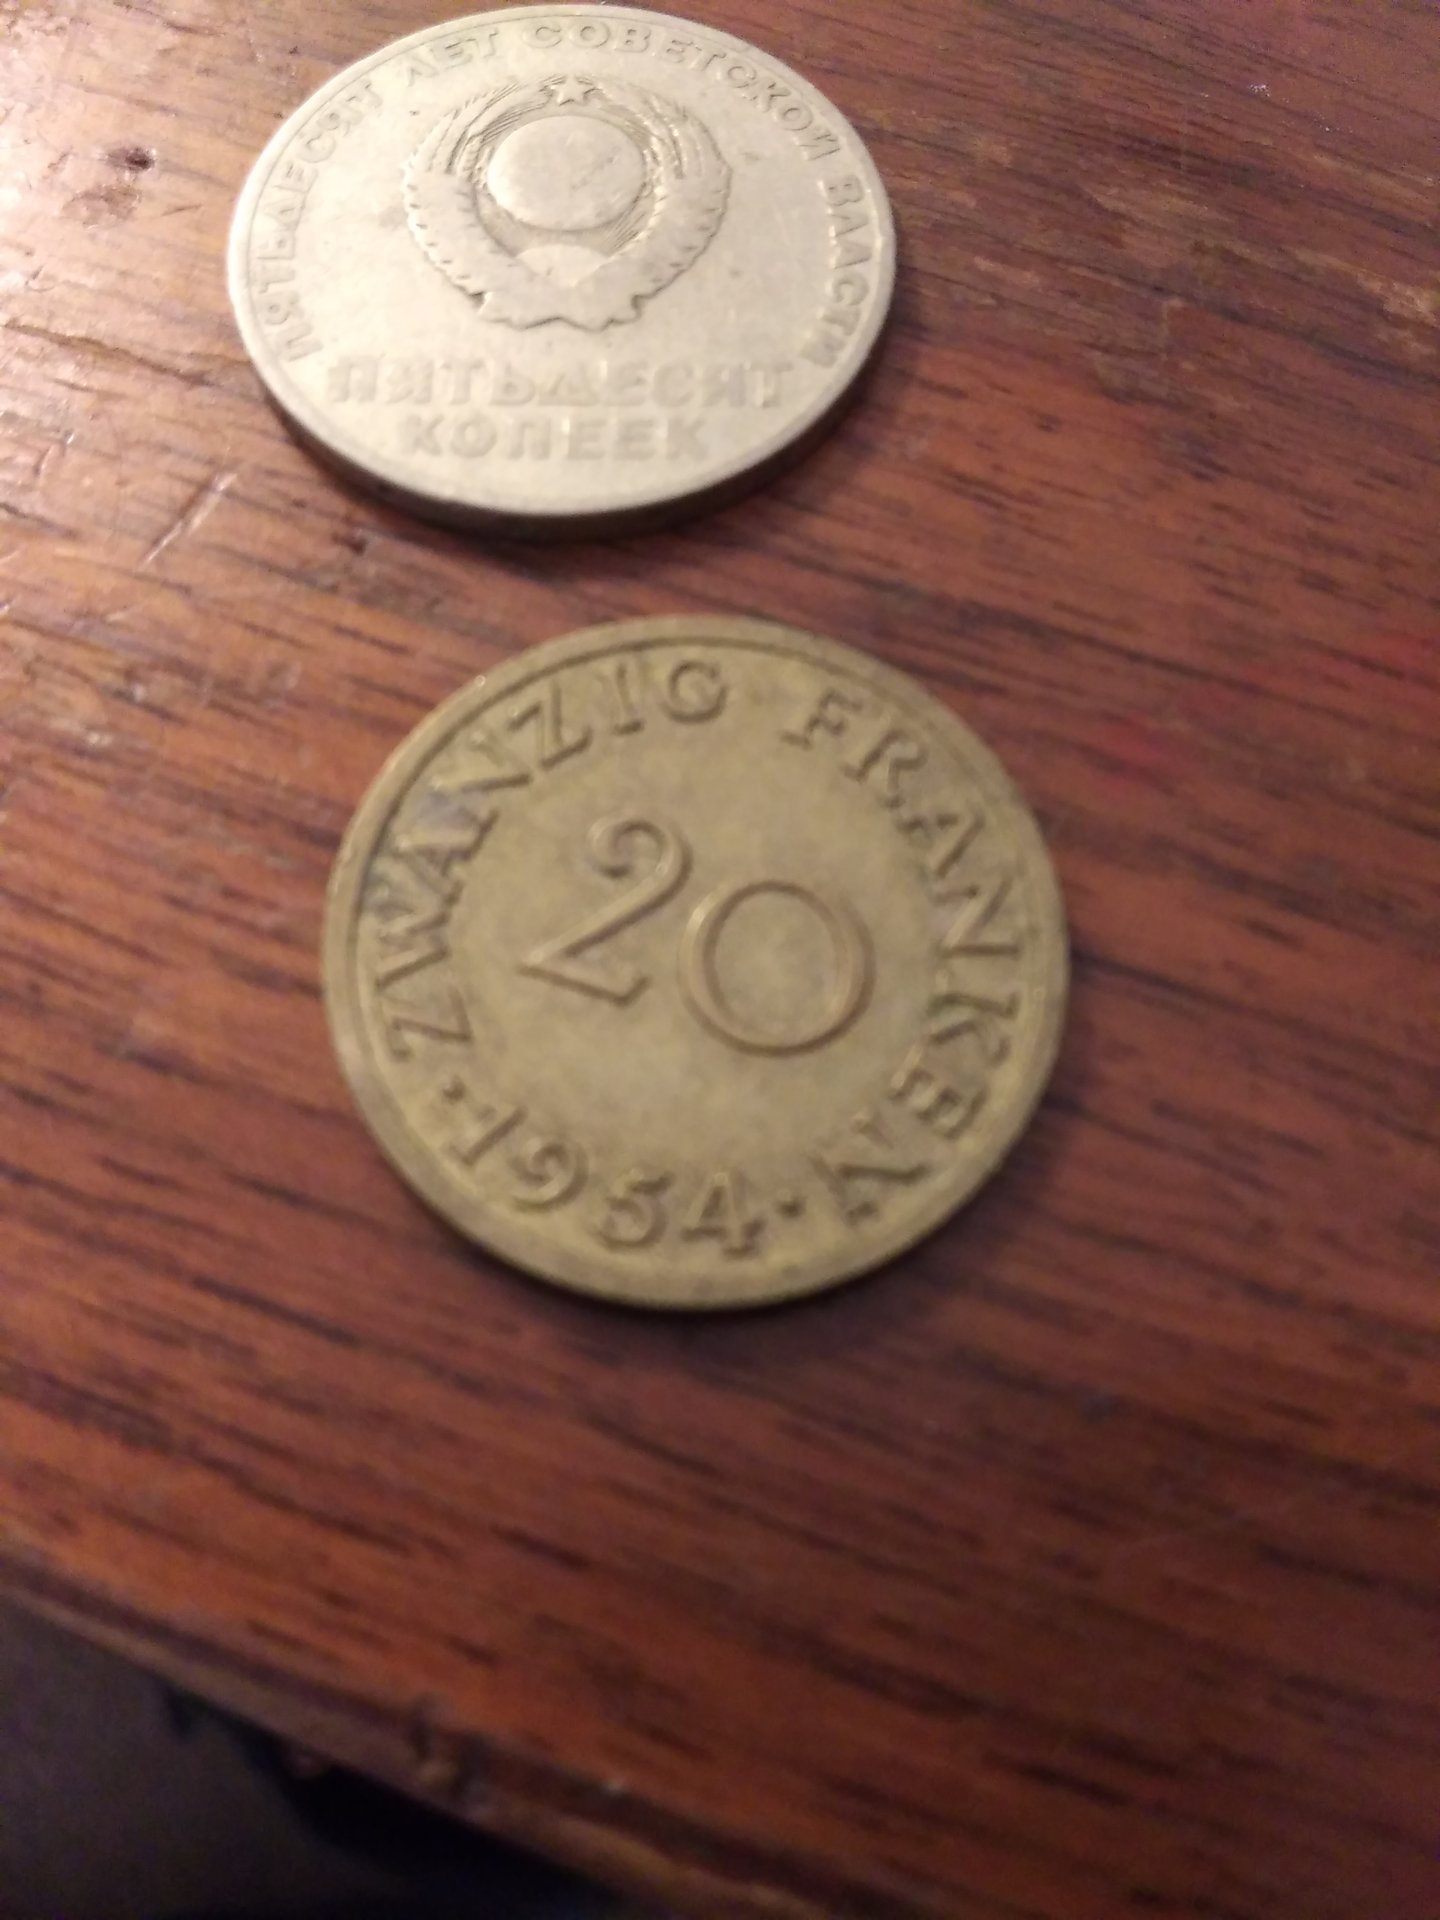 ПЯТЬДЕСЯТ ЛЕТ СОВЕТСКОЙ ВЛАСТИ
ПЯТЬДЕСЯТ
КОПЕЕК
ZWANZIG FRANKEN
20
·1954·